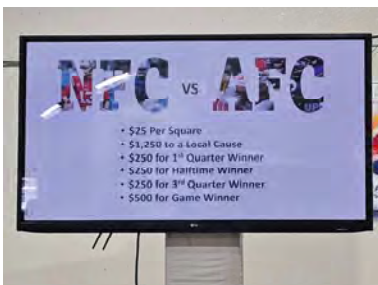 NFC VS AFC
• $25 Per Square
• $1,250 to a Local Cause
• $250 for 1st Quarter Winner
• $250 for Halftime Winner
• $250 for 3rd Quarter Winner
• $500 for Game Winner
LG